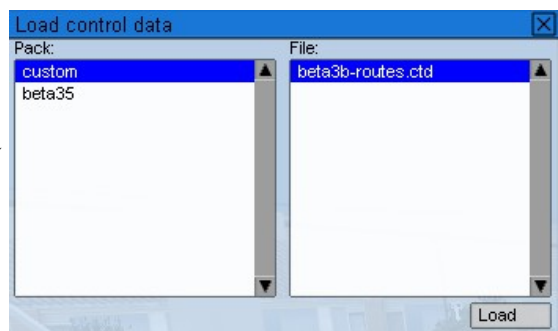 Load control data
Pack:
File:
custom
beta35
beta3b-routes.ctd
Load